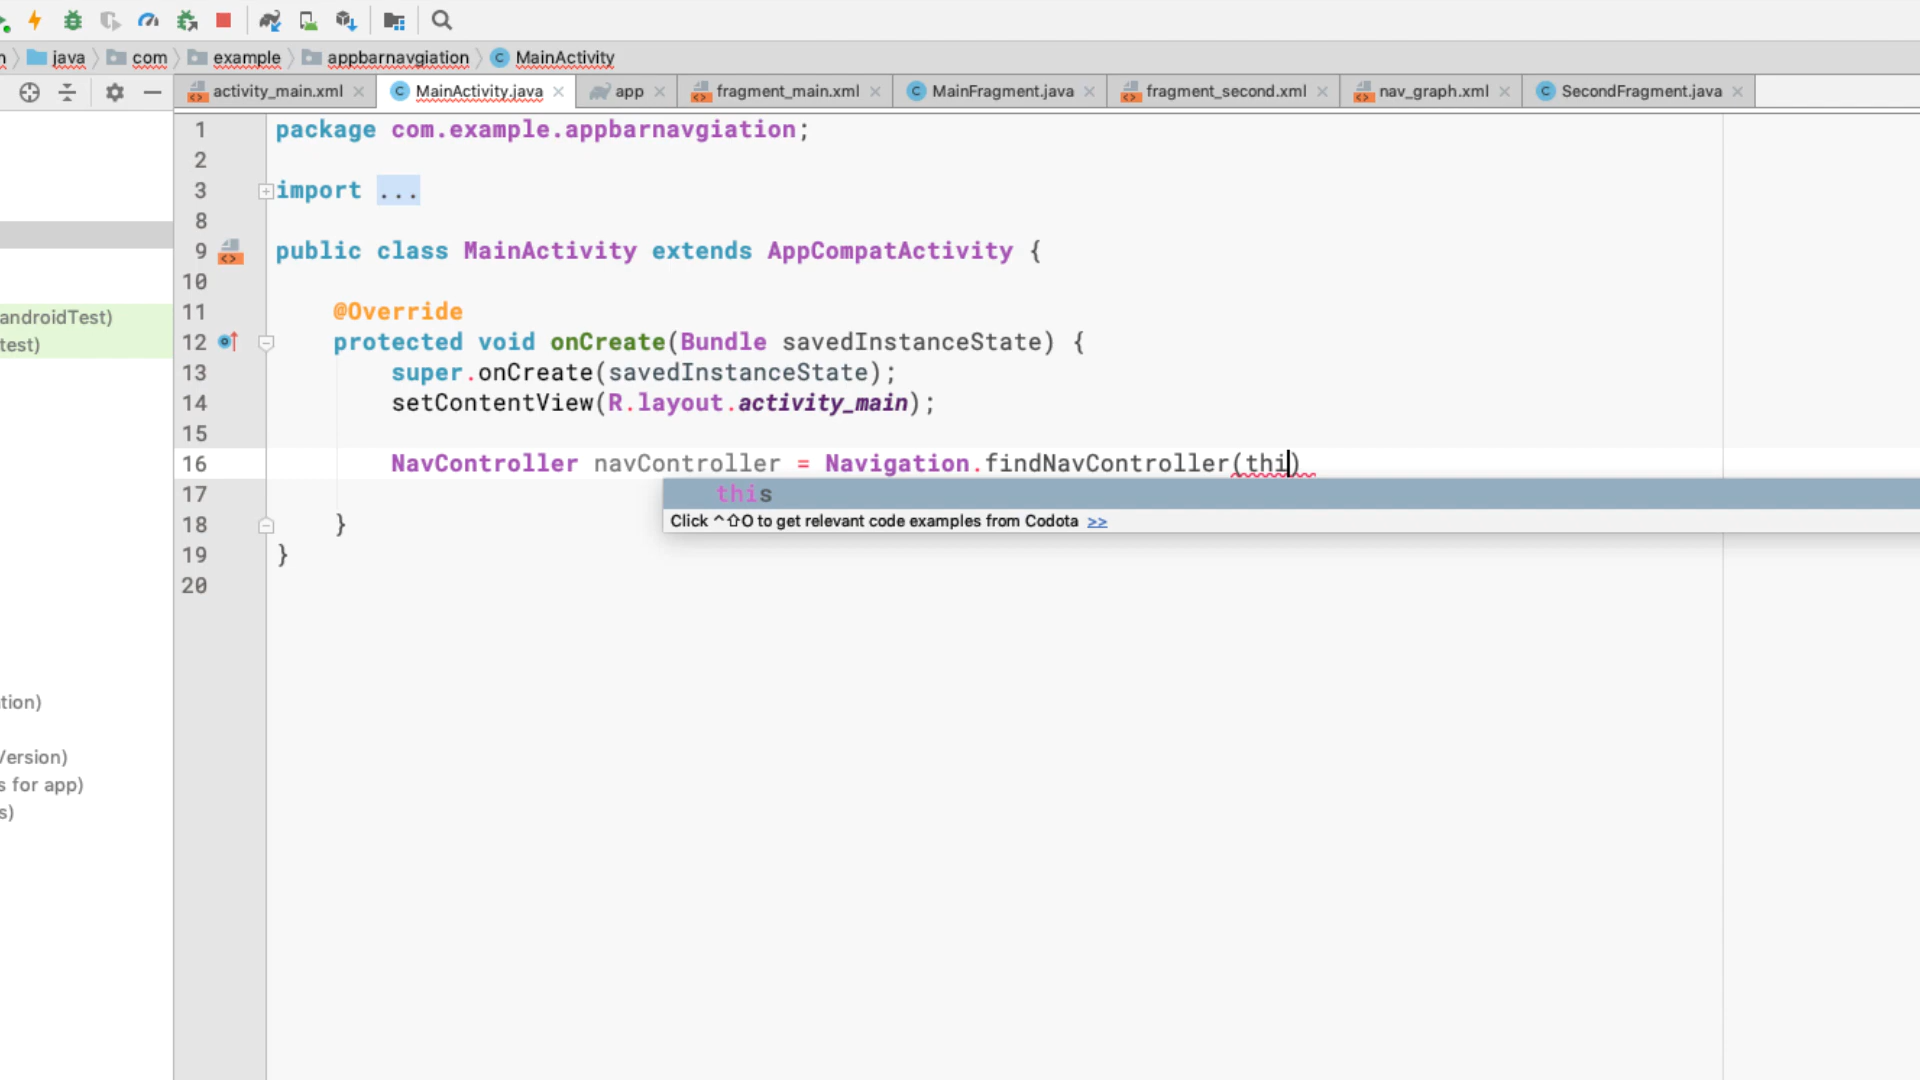 java com example appbarnavgiation MainActivity
activity_main.xml MainActivity.java app fragment_main.xml MainFragment.java fragment_second.xml nav_graph.xml SecondFragment.java
1 package com.example.appbarnavgiation;
2
3 import ...
8
9 public class MainActivity extends AppCompatActivity {
10
11 @Override
12 protected void onCreate(Bundle savedInstanceState) {
13 super.onCreate(savedInstanceState);
14 setContentView(R.layout.activity_main);
15
16 NavController navController = Navigation.findNavController(thi)
17 this
Click ⌃⇧O to get relevant code examples from Codota >>
18 }
19 }
20
androidTest)
test)
tion)
Version)
s for app)
s)